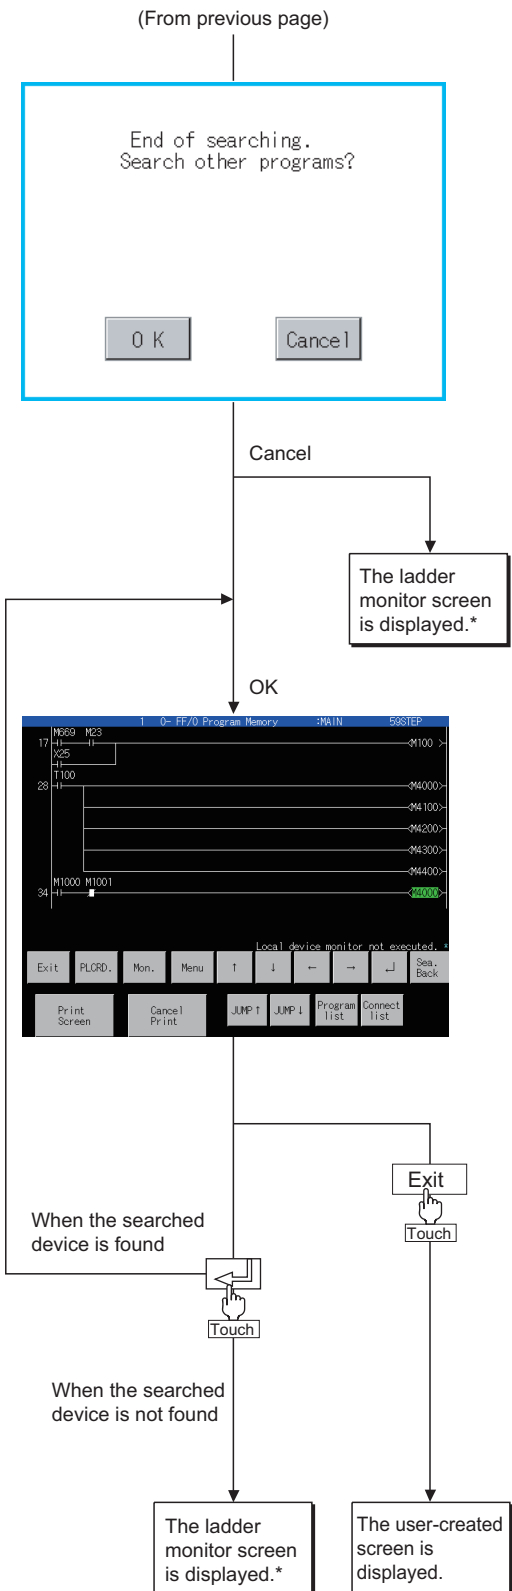 (From previous page)
End of searching.
Search other programs?
O K
Cancel
Cancel
The ladder
monitor screen
is displayed.*
OK
1 0- FF/0 Program Memory :MAIN 59STEP
M669 M23
17 <M100 >
X25
T100
28 <M4000>
<M4100>
<M4200>
<M4300>
<M4400>
M1000 M1001
34 <M4000>
Local device monitor not executed. *
Exit PLCRD. Mon. Menu ↑ ↓ ← → ↵ Sea.
Back
Print
Screen
Cancel
Print
JUMP↑ JUMP↓
Program
list
Connect
list
Exit
Touch
When the searched
device is found
Touch
When the searched
device is not found
The ladder
monitor screen
is displayed.*
The user-created
screen is
displayed.